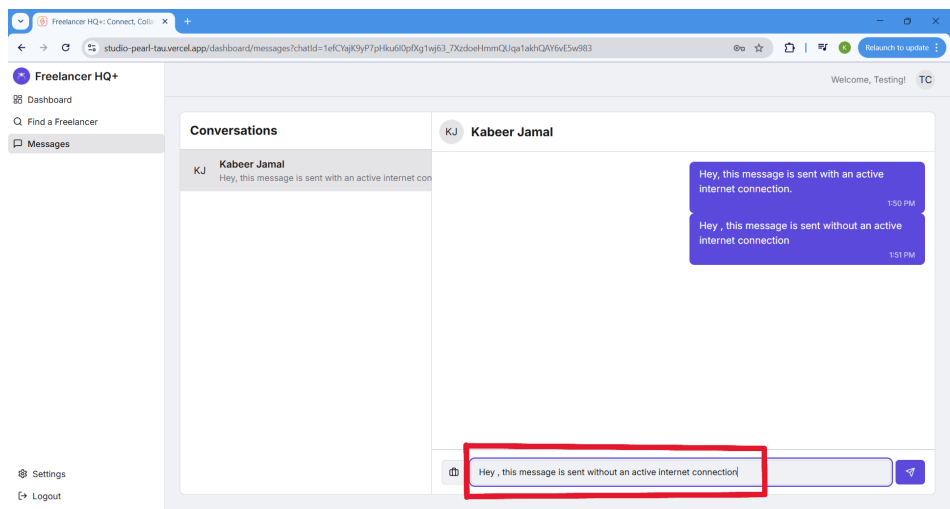 Freelancer HQ+: Connect, Colla
studio-pearl-tau.vercel.app/dashboard/messages?chatId=1efCYajK9yP7pHku6I0pfXg1wj63_7XzdoeHmmQUqa1akhQAY6vE5w983
K
Relaunch to update
Freelancer HQ+
Welcome, Testing!
TC
Dashboard
Find a Freelancer
Messages
Conversations
KJ
Kabeer Jamal
Hey, this message is sent with an active internet con
KJ
Kabeer Jamal
Hey, this message is sent with an active
internet connection.
1:50 PM
Hey , this message is sent without an active
internet connection
1:51 PM
Hey , this message is sent without an active internet connection
Settings
Logout